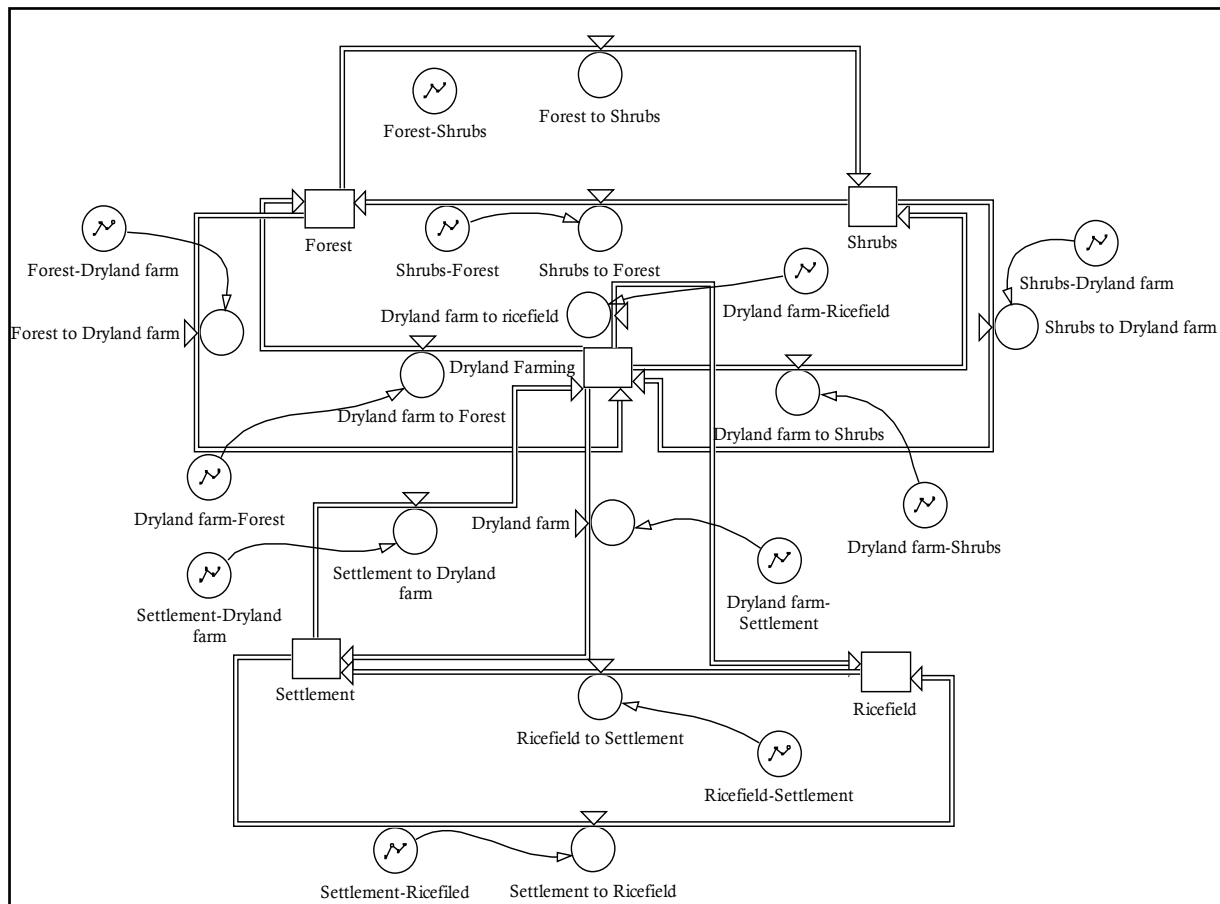 Forest to Shrubs
Forest-Shrubs
Forest
Shrubs
Forest-Dryland farm
Shrubs-Forest
Shrubs to Forest
Shrubs-Dryland farm
Dryland farm to ricefield
Dryland farm-Ricefield
Forest to Dryland farm
Shrubs to Dryland farm
Dryland Farming
Dryland farm to Forest
Dryland farm to Shrubs
Dryland farm-Forest
Dryland farm
Dryland farm-Shrubs
Settlement to Dryland
farm
Settlement-Dryland
farm
Dryland farm-
Settlement
Settlement
Ricefield
Ricefield to Settlement
Ricefield-Settlement
Settlement-Ricefiled
Settlement to Ricefield